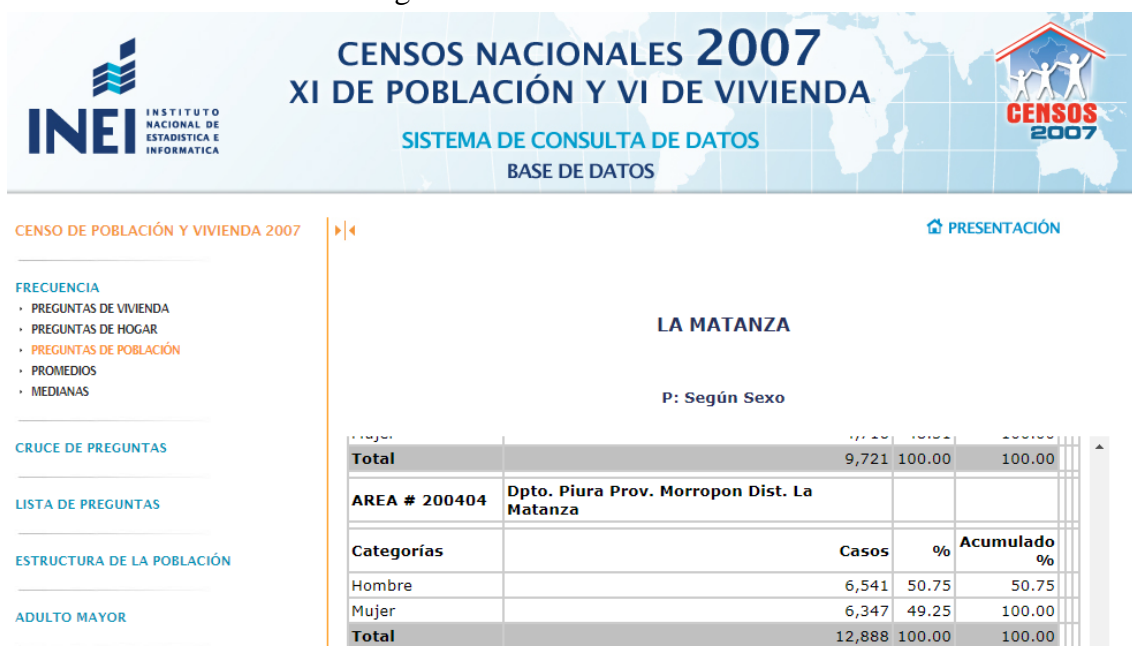 CENSOS NACIONALES 2007
XI DE POBLACIÓN Y VI DE VIVIENDA
SISTEMA DE CONSULTA DE DATOS
BASE DE DATOS
INEI
INSTITUTO
NACIONAL DE
ESTADISTICA E
INFORMATICA
CENSOS
2007
CENSO DE POBLACIÓN Y VIVIENDA 2007
PRESENTACIÓN
FRECUENCIA
PREGUNTAS DE VIVIENDA
PREGUNTAS DE HOGAR
PREGUNTAS DE POBLACIÓN
PROMEDIOS
MEDIANAS
CRUCE DE PREGUNTAS
LISTA DE PREGUNTAS
ESTRUCTURA DE LA POBLACIÓN
ADULTO MAYOR
LA MATANZA
P: Según Sexo
Total 9,721 100.00 100.00
AREA # 200404 Dpto. Piura Prov. Morropon Dist. La
Matanza
Categorías Casos % Acumulado
%
Hombre 6,541 50.75 50.75
Mujer 6,347 49.25 100.00
Total 12,888 100.00 100.00